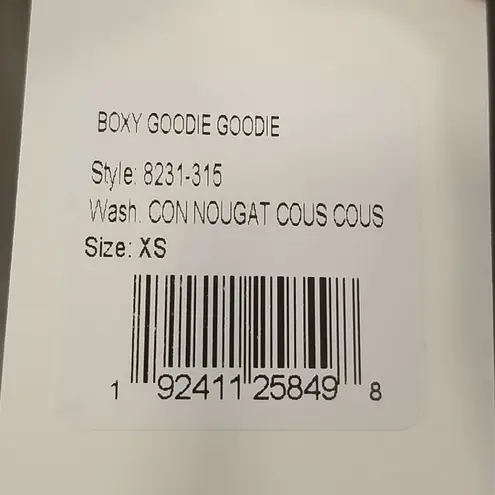 BOXY GOODIE GOODIE
Style: 8231-315
Wash: CON NOUGAT COUS COUS
Size: XS
1 92411 25849 8